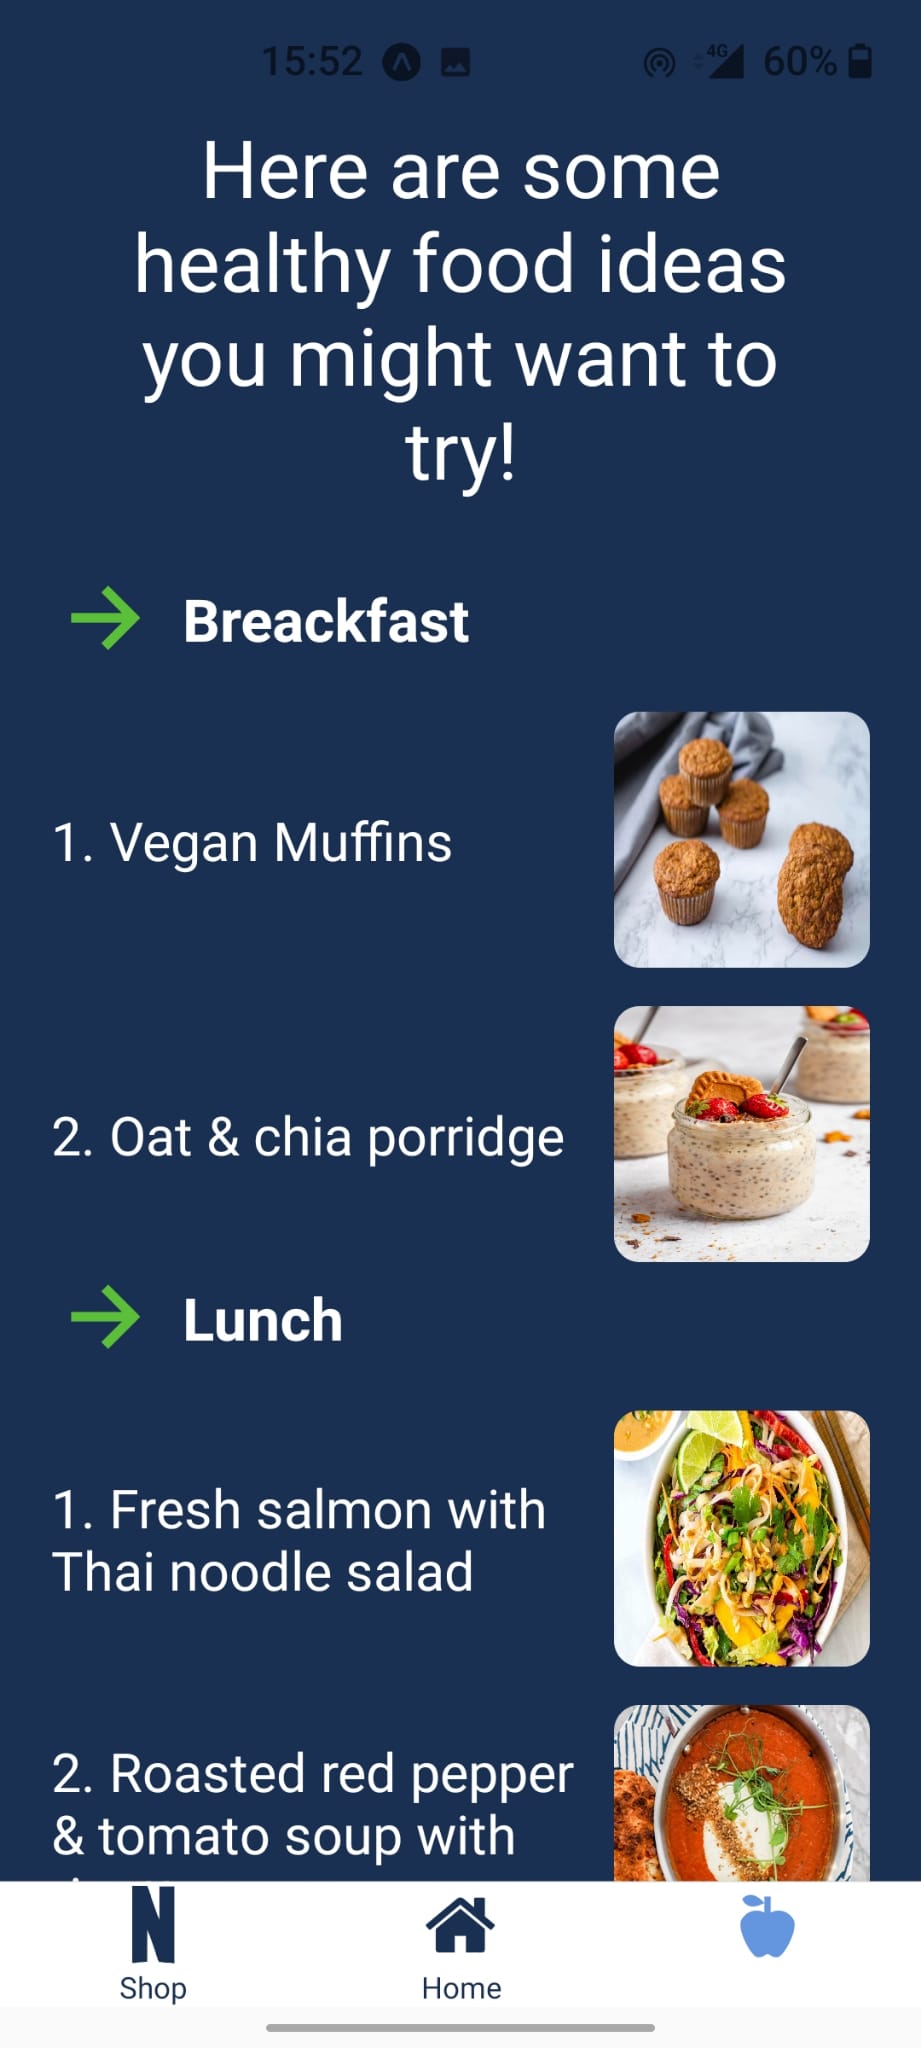 15:52
4G
60%
Here are some
healthy food ideas
you might want to
try!
Breackfast
1. Vegan Muffins
2. Oat & chia porridge
Lunch
1. Fresh salmon with
Thai noodle salad
2. Roasted red pepper
& tomato soup with
N
Shop
Home